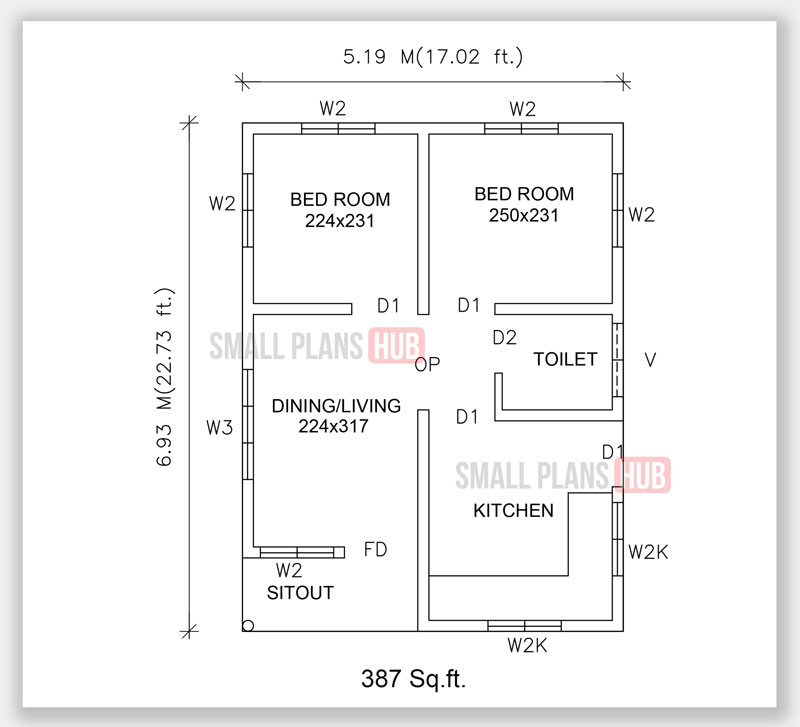 5.19 M(17.02 ft.)
W2
W2
BED ROOM
224x231
BED ROOM
250x231
W2
W2
D1
D1
6.93 M(22.73 ft.)
SMALL PLANS HUB
D2
OP
TOILET
V
DINING/LIVING
224x317
W3
D1
D1
SMALL PLANS HUB
KITCHEN
FD
W2K
W2
SITOUT
W2K
387 Sq.ft.